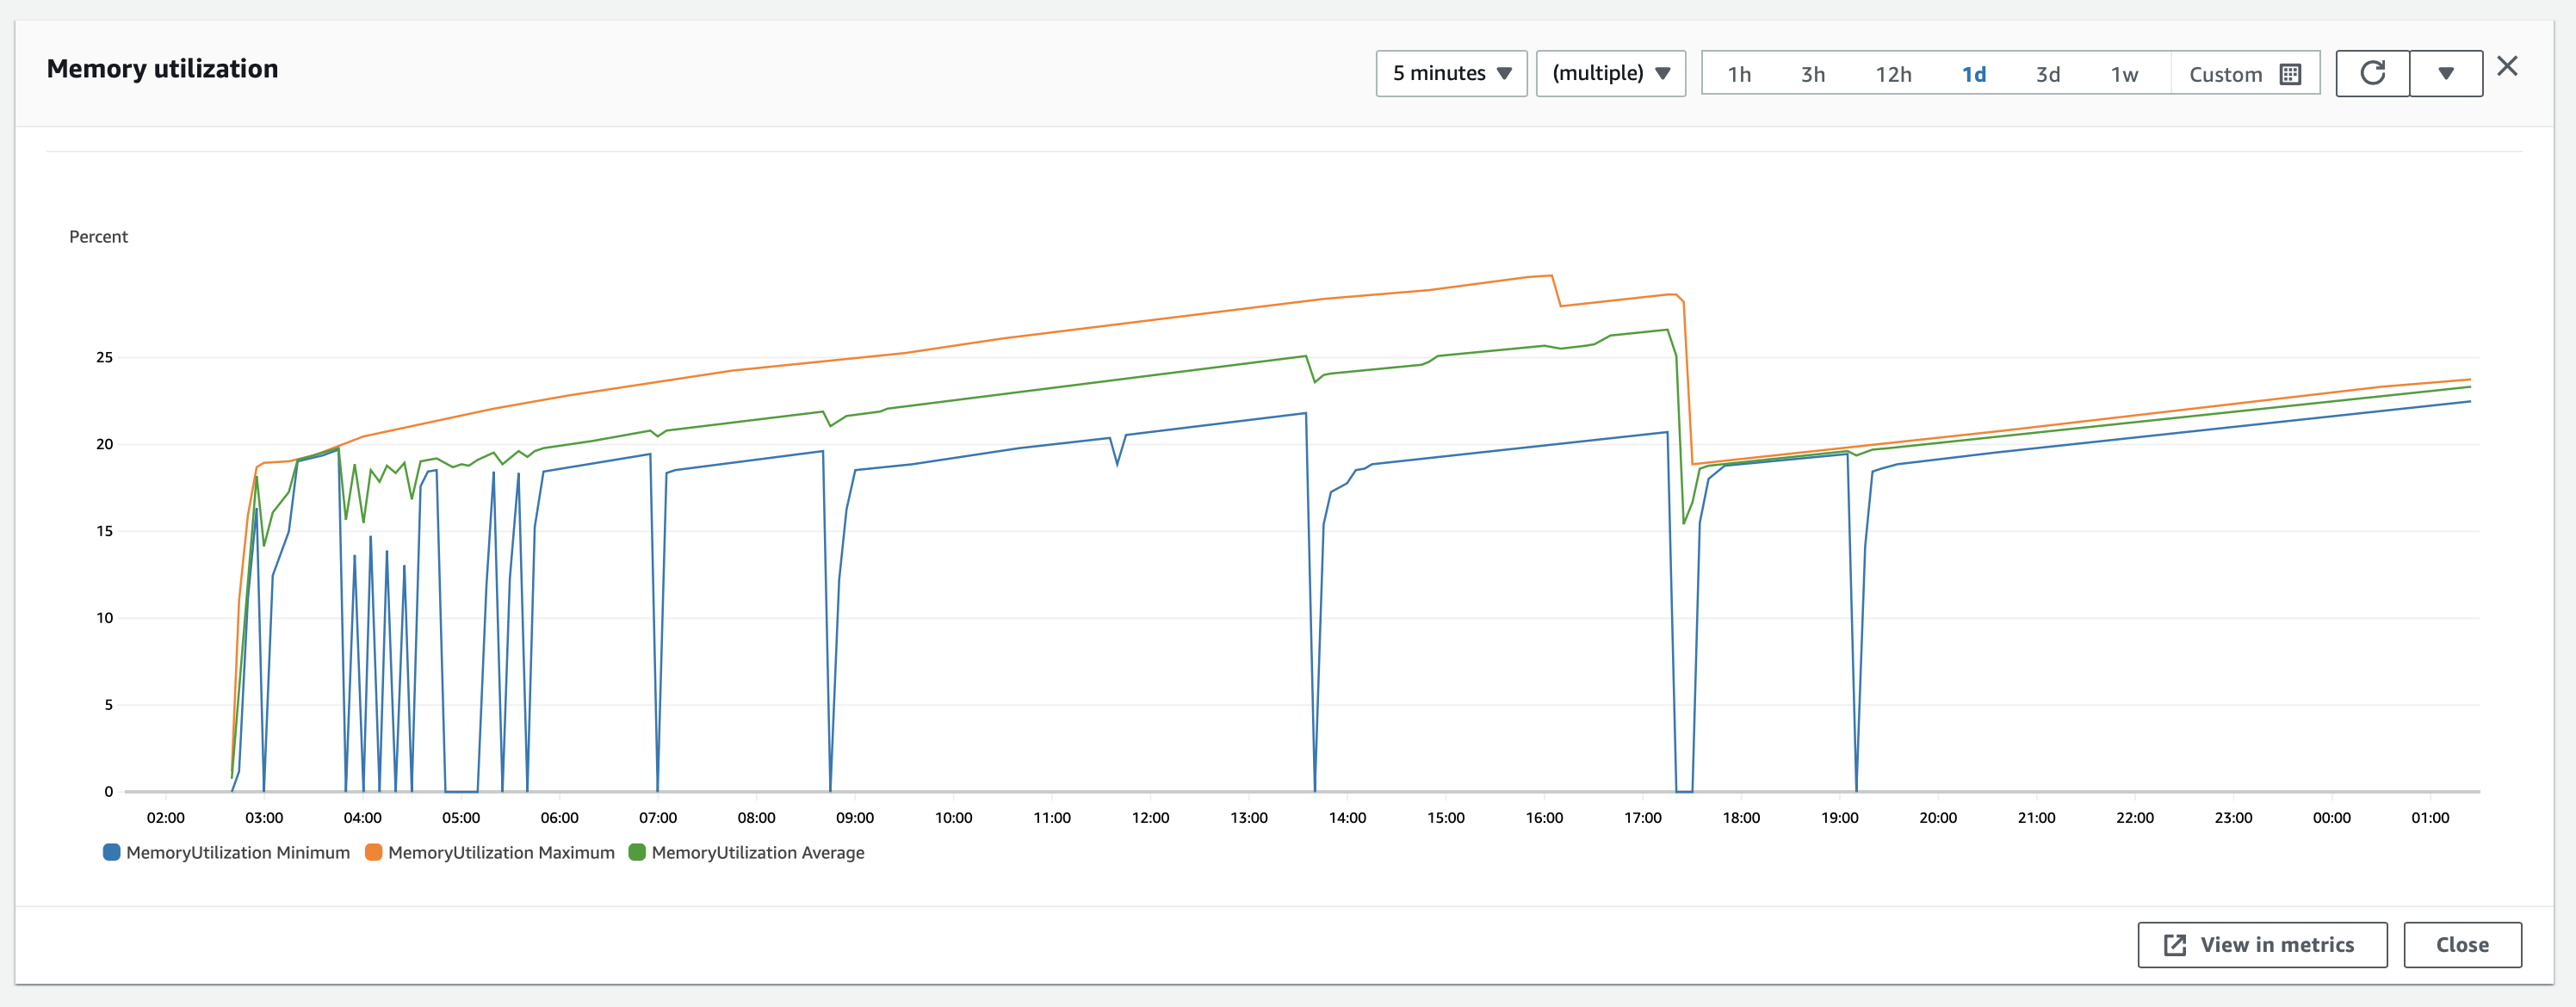 Memory utilization
5 minutes (multiple) 1h 3h 12h 1d 3d 1w Custom
Percent
25
20
15
10
5
0
02:00 03:00 04:00 05:00 06:00 07:00 08:00 09:00 10:00 11:00 12:00 13:00 14:00 15:00 16:00 17:00 18:00 19:00 20:00 21:00 22:00 23:00 00:00 01:00
MemoryUtilization Minimum MemoryUtilization Maximum MemoryUtilization Average
View in metrics Close